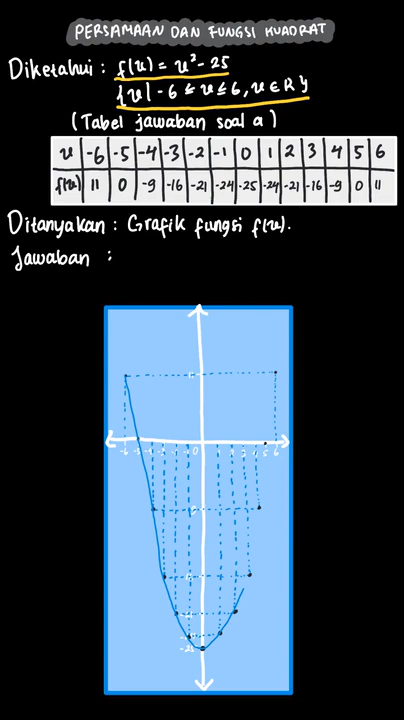 PERSAMAAN DAN FUNGSI KUADRAT
Diketahui : f(x) = x² - 25
{x| -6 ≤ x ≤ 6, x ∈ R}
(Tabel jawaban soal a)
x -6 -5 -4 -3 -2 -1 0 1 2 3 4 5 6
f(x) 11 0 -9 -16 -21 -24 -25 -24 -21 -16 -9 0 11
Ditanyakan : Grafik fungsi f(x).
Jawaban :